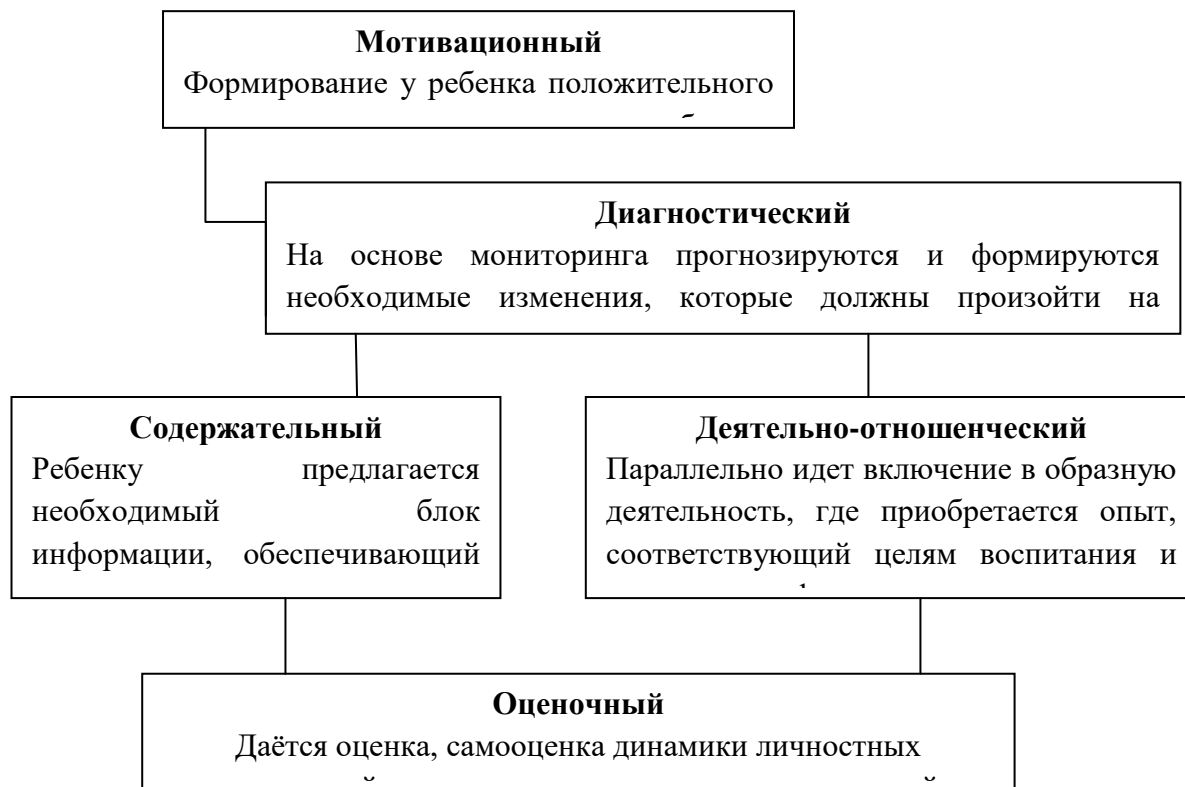 Мотивационный
Формирование у ребенка положительного
Диагностический
На основе мониторинга прогнозируются и формируются
необходимые изменения, которые должны произойти на
Содержательный
Ребенку предлагается
необходимый блок
информации, обеспечивающий
Деятельно-отношенческий
Параллельно идет включение в образную
деятельность, где приобретается опыт,
соответствующий целям воспитания и
Оценочный
Даётся оценка, самооценка динамики личностных